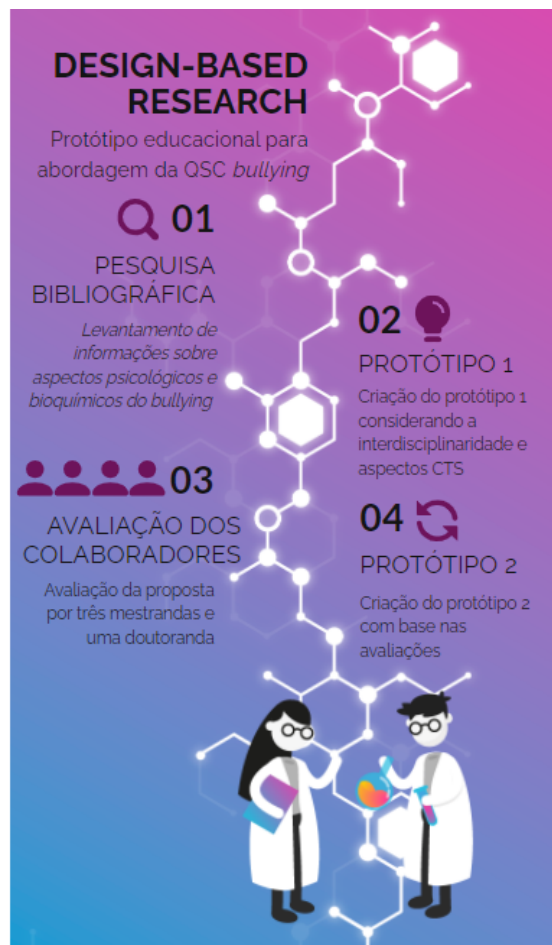 DESIGN-BASED
RESEARCH
Protótipo educacional para
abordagem da QSC bullying
01
PESQUISA
BIBLIOGRÁFICA
Levantamento de
informações sobre
aspectos psicológicos e
bioquímicos do bullying
02
PROTÓTIPO 1
Criação do protótipo 1
considerando a
interdisciplinaridade e
aspectos CTS
03
AVALIAÇÃO DOS
COLABORADORES
Avaliação da proposta
por três mestrandas e
uma doutoranda
04
PROTÓTIPO 2
Criação do protótipo 2
com base nas
avaliações